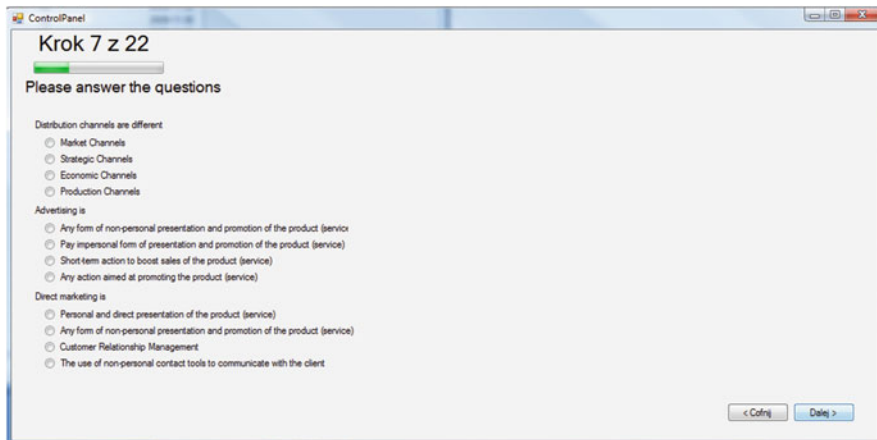 ControlPanel
Krok 7 z 22
Please answer the questions
Distribution channels are different
Market Channels
Strategic Channels
Economic Channels
Production Channels
Advertising is
Any form of non-personal presentation and promotion of the product (service
Pay impersonal form of presentation and promotion of the product (service)
Short-term action to boost sales of the product (service)
Any action aimed at promoting the product (service)
Direct marketing is
Personal and direct presentation of the product (service)
Any form of non-personal presentation and promotion of the product (service)
Customer Relationship Management
The use of non-personal contact tools to communicate with the client
< Cofnij
Dalej >